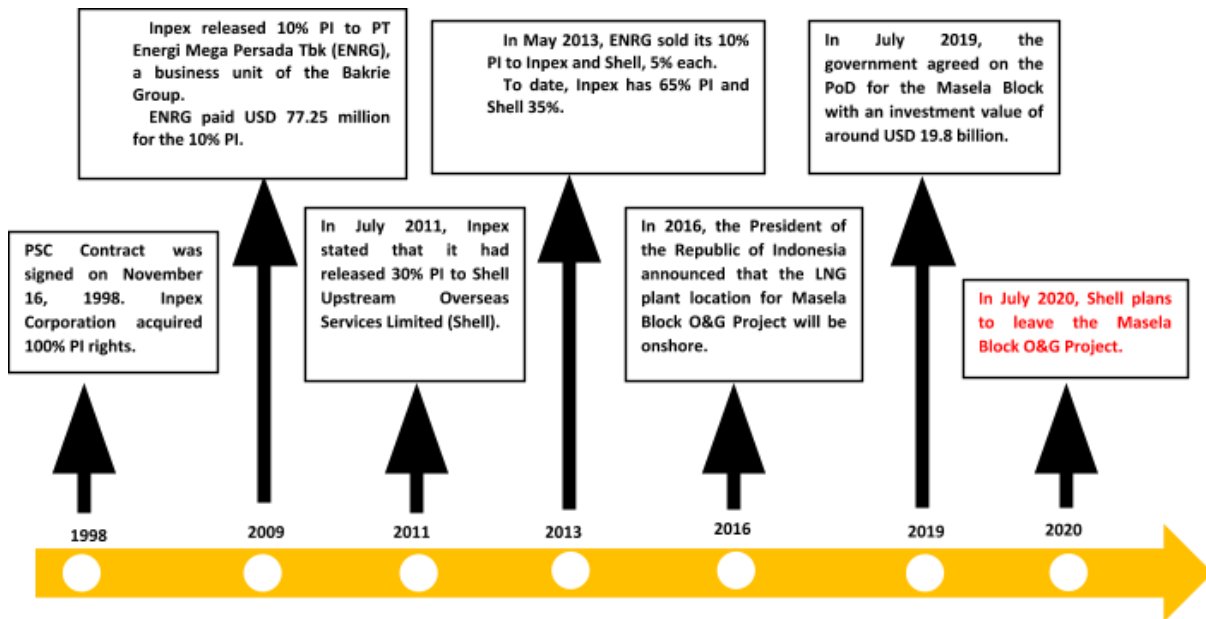 Inpex released 10% PI to PT
Energi Mega Persada Tbk (ENRG),
a business unit of the Bakrie
Group.
ENRG paid USD 77.25 million
for the 10% PI.
In May 2013, ENRG sold its 10%
PI to Inpex and Shell, 5% each.
To date, Inpex has 65% PI and
Shell 35%.
In July 2019, the
government agreed on the
PoD for the Masela Block
with an investment value of
around USD 19.8 billion.
PSC Contract was
signed on November
16, 1998. Inpex
Corporation acquired
100% PI rights.
In July 2011, Inpex
stated that it had
released 30% PI to Shell
Upstream Overseas
Services Limited (Shell).
In 2016, the President of
the Republic of Indonesia
announced that the LNG
plant location for Masela
Block O&G Project will be
onshore.
In July 2020, Shell plans
to leave the Masela
Block O&G Project.
1998
2009
2011
2013
2016
2019
2020